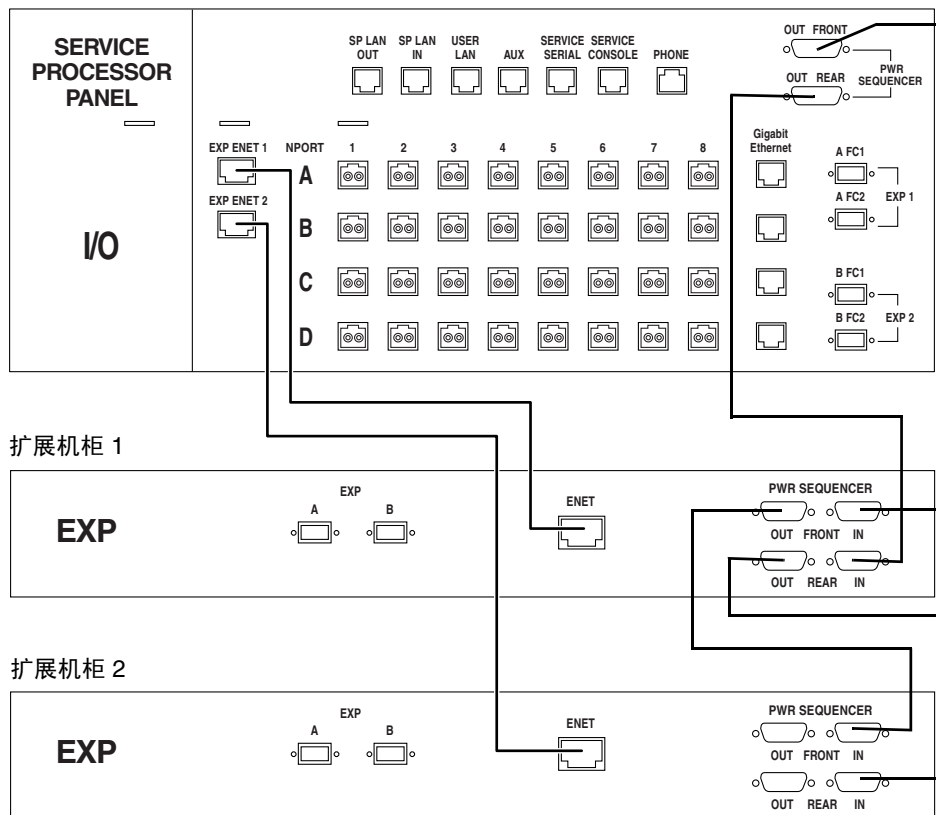 SERVICE
PROCESSOR
PANEL
I/O
SP LAN
OUT
SP LAN
IN
USER
LAN
AUX
SERVICE
SERIAL
SERVICE
CONSOLE
PHONE
OUT FRONT
OUT REAR
PWR
SEQUENCER
EXP ENET 1
EXP ENET 2
NPORT 1 2 3 4 5 6 7 8
A
B
C
D
Gigabit
Ethernet
A FC1
A FC2
EXP 1
B FC1
B FC2
EXP 2
扩展机柜 1
EXP
EXP
A B
ENET
PWR SEQUENCER
OUT FRONT IN
OUT REAR IN
扩展机柜 2
EXP
EXP
A B
ENET
PWR SEQUENCER
OUT FRONT IN
OUT REAR IN